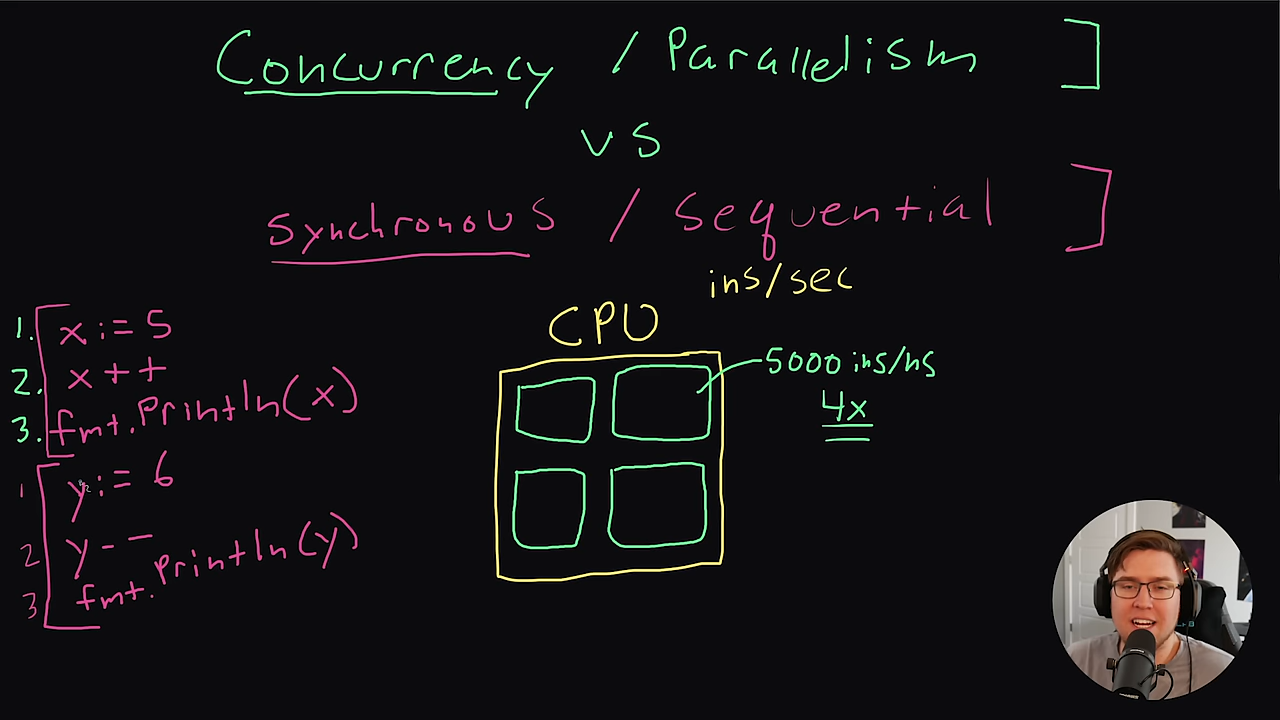 Concurrency / Parallelism ]
vs
synchronous / sequential ]
ins/sec
CPU
5000 ins/ns
4x
1. x := 5
2. x++
3. fmt.Println(x)
1 y := 6
2 y--
3 fmt.Println(y)